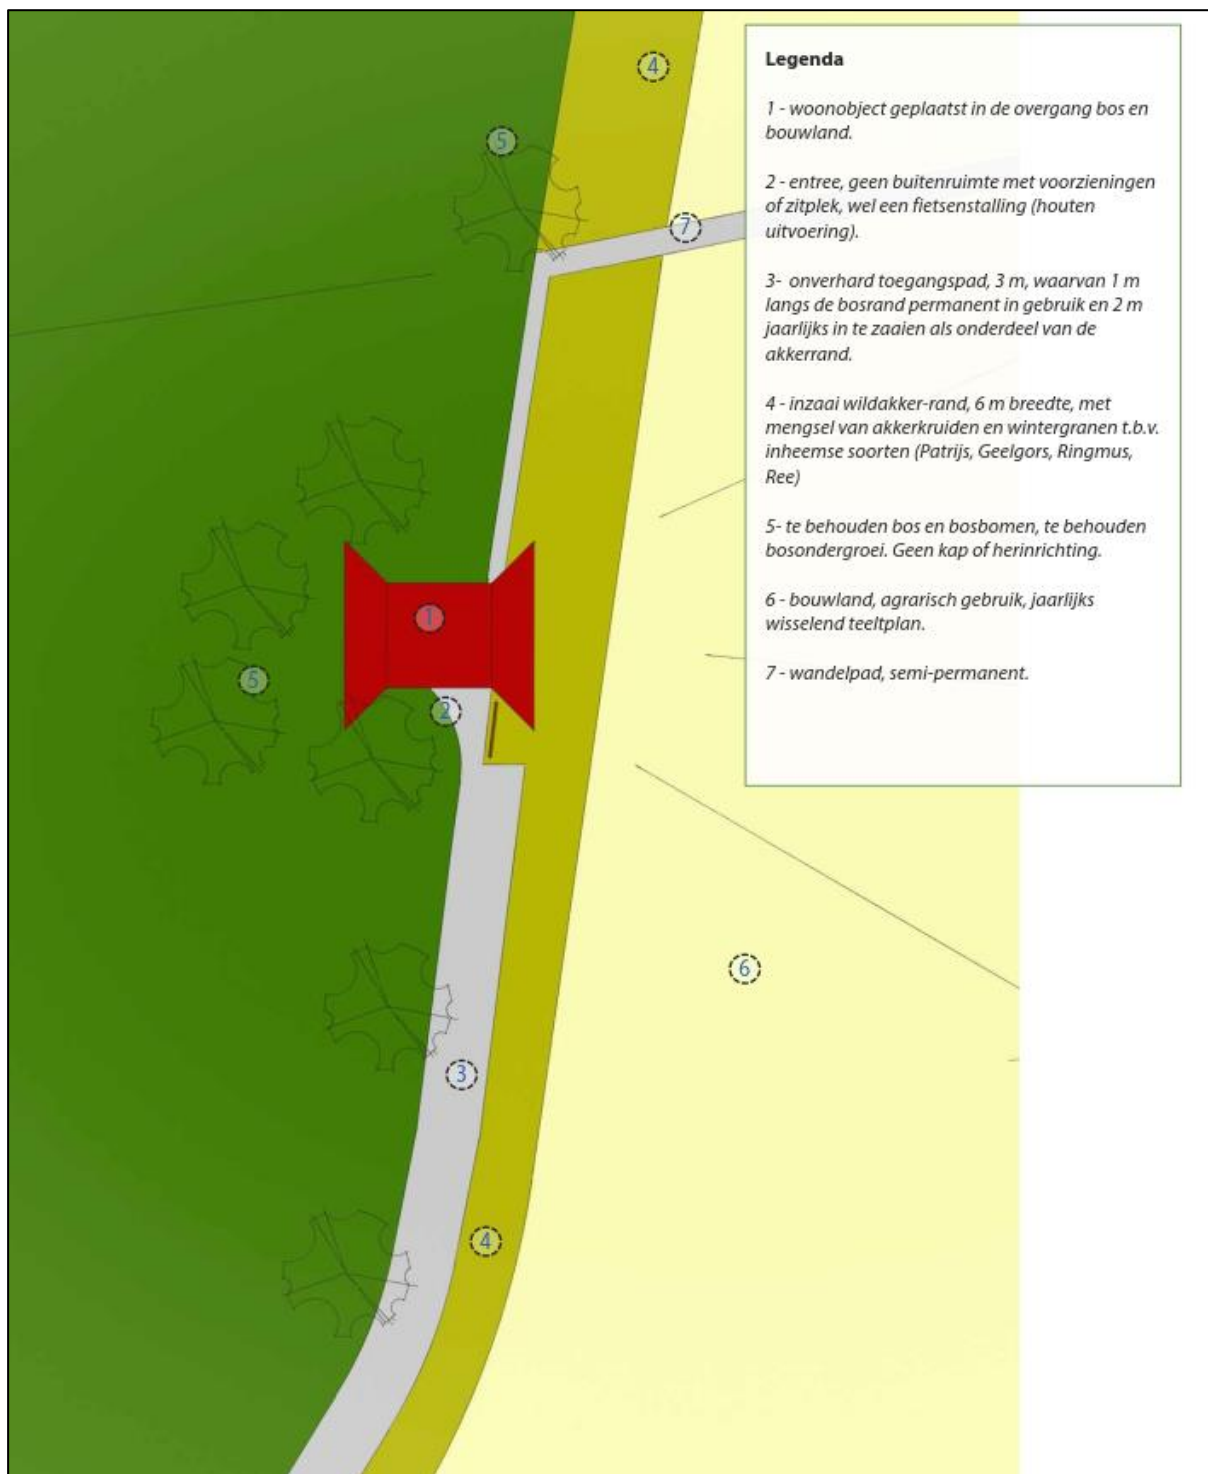 4
5
7
1
5
2
3
4
6
Legenda
1 - woonobject geplaatst in de overgang bos en
bouwland.
2 - entree, geen buitenruimte met voorzieningen
of zitplek, wel een fietsenstalling (houten
uitvoering).
3- onverhard toegangspad, 3 m, waarvan 1 m
langs de bosrand permanent in gebruik en 2 m
jaarlijks in te zaaien als onderdeel van de
akkerrand.
4 - inzaai wildakker-rand, 6 m breedte, met
mengsel van akkerkruiden en wintergranen t.b.v.
inheemse soorten (Patrijs, Geelgors, Ringmus,
Ree)
5- te behouden bos en bosbomen, te behouden
bosondergroei. Geen kap of herinrichting.
6 - bouwland, agrarisch gebruik, jaarlijks
wisselend teeltplan.
7 - wandelpad, semi-permanent.